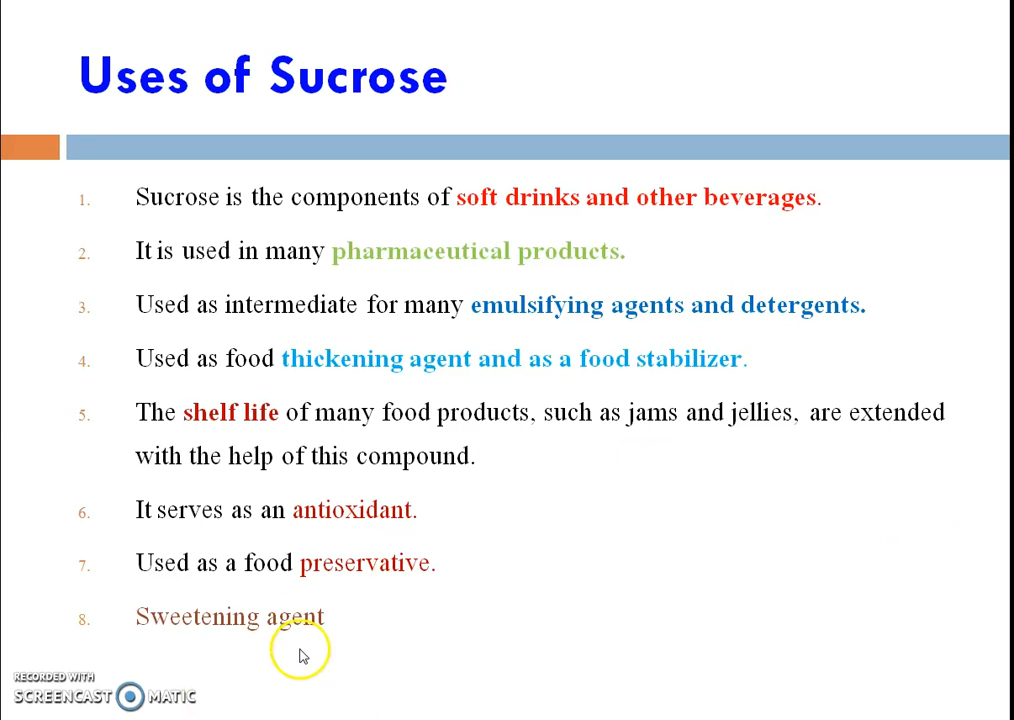 Uses of Sucrose
1. Sucrose is the components of soft drinks and other beverages.
2. It is used in many pharmaceutical products.
3. Used as intermediate for many emulsifying agents and detergents.
4. Used as food thickening agent and as a food stabilizer.
5. The shelf life of many food products, such as jams and jellies, are extended
with the help of this compound.
6. It serves as an antioxidant.
7. Used as a food preservative.
8. Sweetening agent
RECORDED WITH
SCREENCAST MATIC